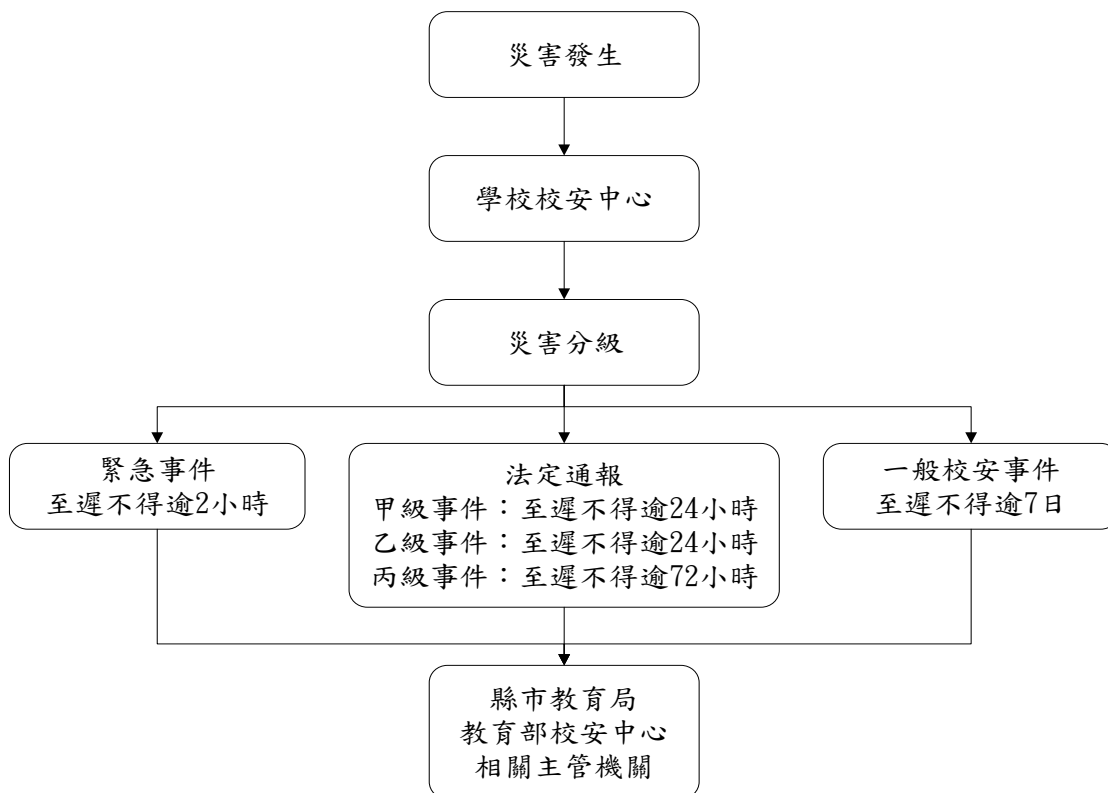 災害發生
學校校安中心
災害分級
緊急事件
至遲不得逾2小時
法定通報
甲級事件：至遲不得逾24小時
乙級事件：至遲不得逾24小時
丙級事件：至遲不得逾72小時
一般校安事件
至遲不得逾7日
縣市教育局
教育部校安中心
相關主管機關